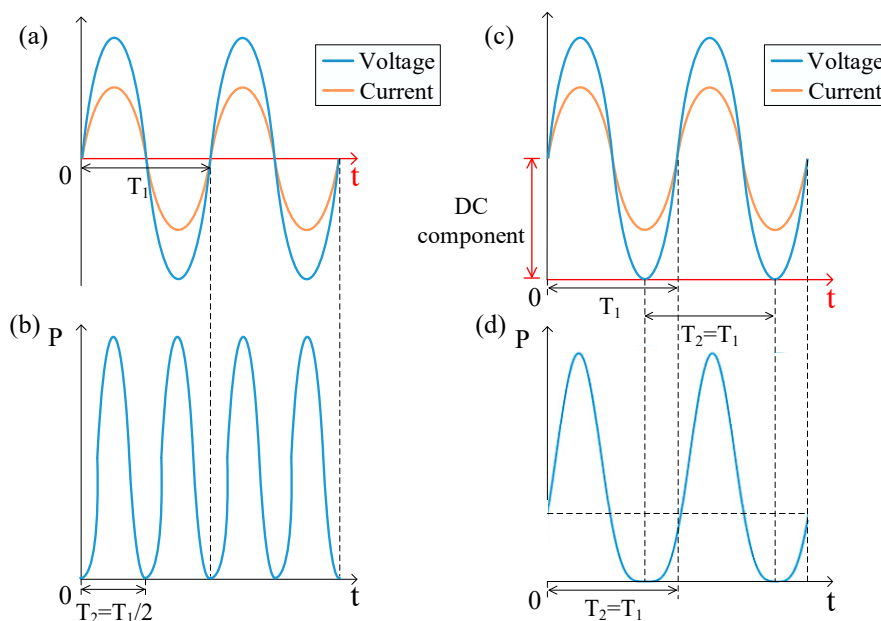 (a)
Voltage
Current
0
T₁
t
(b)
P
0
t
T₂=T₁/2
(c)
Voltage
Current
DC
component
0
T₁
t
T₂=T₁
(d)
P
0
t
T₂=T₁